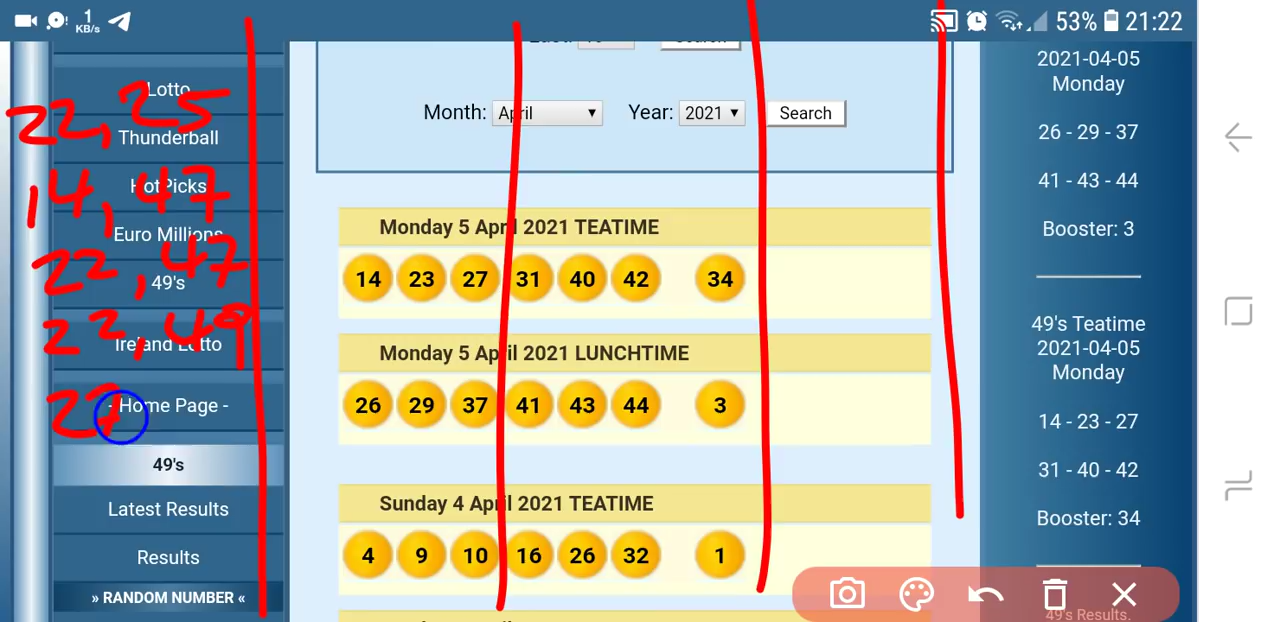 1 KB/s
53% 21:22
Lotto
Thunderball
HotPicks
Euro Millions
49's
Ireland Lotto
- Home Page -
49's
Latest Results
Results
» RANDOM NUMBER «
22, 25
14, 47
22, 47
22, 49
Search
Month: April Year: 2021 Search
Monday 5 April 2021 TEATIME
14 23 27 31 40 42 34
Monday 5 April 2021 LUNCHTIME
26 29 37 41 43 44 3
Sunday 4 April 2021 TEATIME
4 9 10 16 26 32 1
2021-04-05
Monday
26 - 29 - 37
41 - 43 - 44
Booster: 3
49's Teatime
2021-04-05
Monday
14 - 23 - 27
31 - 40 - 42
Booster: 34
49's Results.